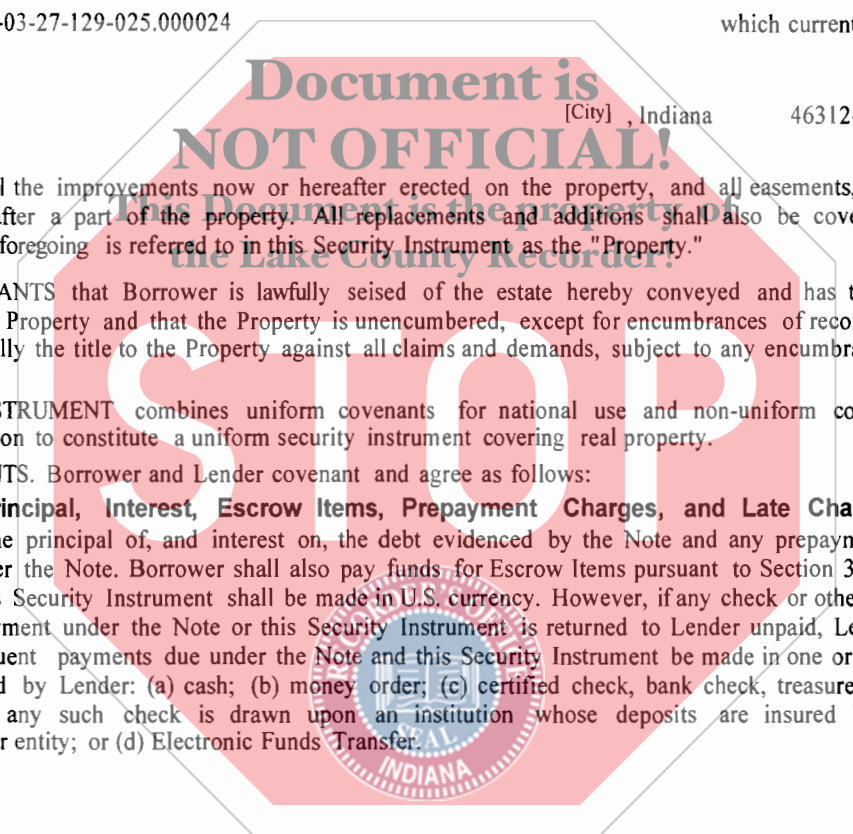 -03-27-129-025.000024 which current
Document is
[City] , Indiana 46312-
NOT OFFICIAL!
l the improvements now or hereafter erected on the property, and all easements,
This Document is the property of
after a part of the property. All replacements and additions shall also be cove
foregoing is referred to in this Security Instrument as the "Property."
the Lake County Recorder!
ANTS that Borrower is lawfully seised of the estate hereby conveyed and has t
Property and that the Property is unencumbered, except for encumbrances of reco
lly the title to the Property against all claims and demands, subject to any encumbra
STOP
STRUMENT combines uniform covenants for national use and non-uniform co
on to constitute a uniform security instrument covering real property.
TS. Borrower and Lender covenant and agree as follows:
rincipal, Interest, Escrow Items, Prepayment Charges, and Late Cha
ne principal of, and interest on, the debt evidenced by the Note and any prepaym
er the Note. Borrower shall also pay funds for Escrow Items pursuant to Section 3
s Security Instrument shall be made in U.S. currency. However, if any check or othe
yment under the Note or this Security Instrument is returned to Lender unpaid, Le
uent payments due under the Note and this Security Instrument be made in one or
d by Lender: (a) cash; (b) money order; (c) certified check, bank check, treasure
any such check is drawn upon an institution whose deposits are insured
r entity; or (d) Electronic Funds Transfer.
SEAL
INDIANA